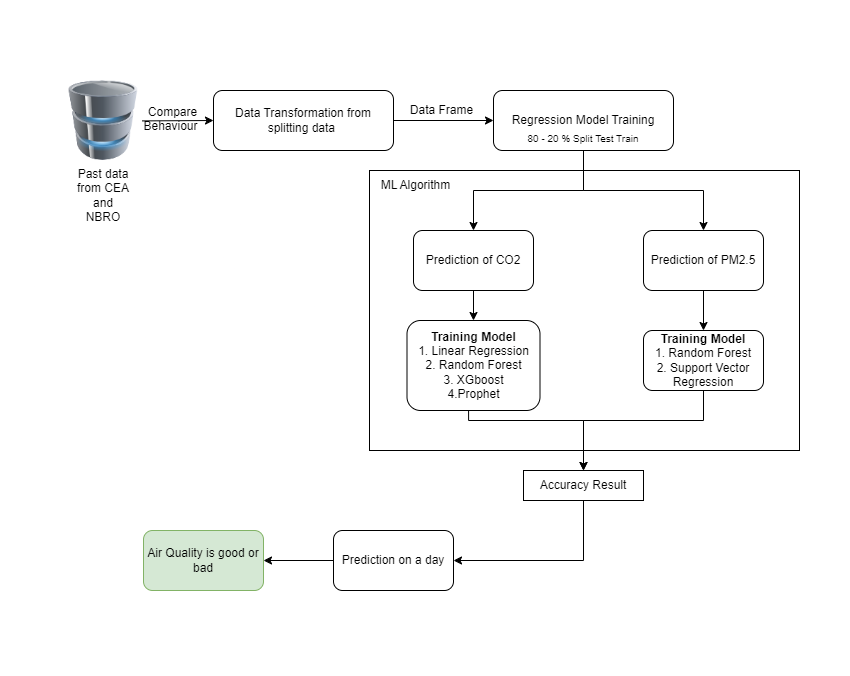 Compare
Behaviour
Data Transformation from
splitting data
Data Frame
Regression Model Training
80 - 20 % Split Test Train
Past data
from CEA
and
NBRO
ML Algorithm
Prediction of CO2
Prediction of PM2.5
Training Model
1. Linear Regression
2. Random Forest
3. XGboost
4.Prophet
Training Model
1. Random Forest
2. Support Vector
Regression
Accuracy Result
Prediction on a day
Air Quality is good or
bad